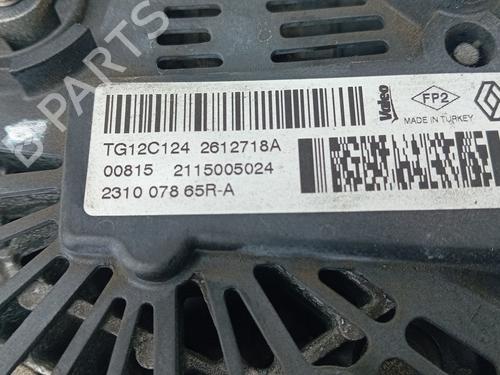 B-PARTS
Valeo
FP2
MADE IN TURKEY
TG12C124 2612718A
00815 2115005024
2310 078 65R-A